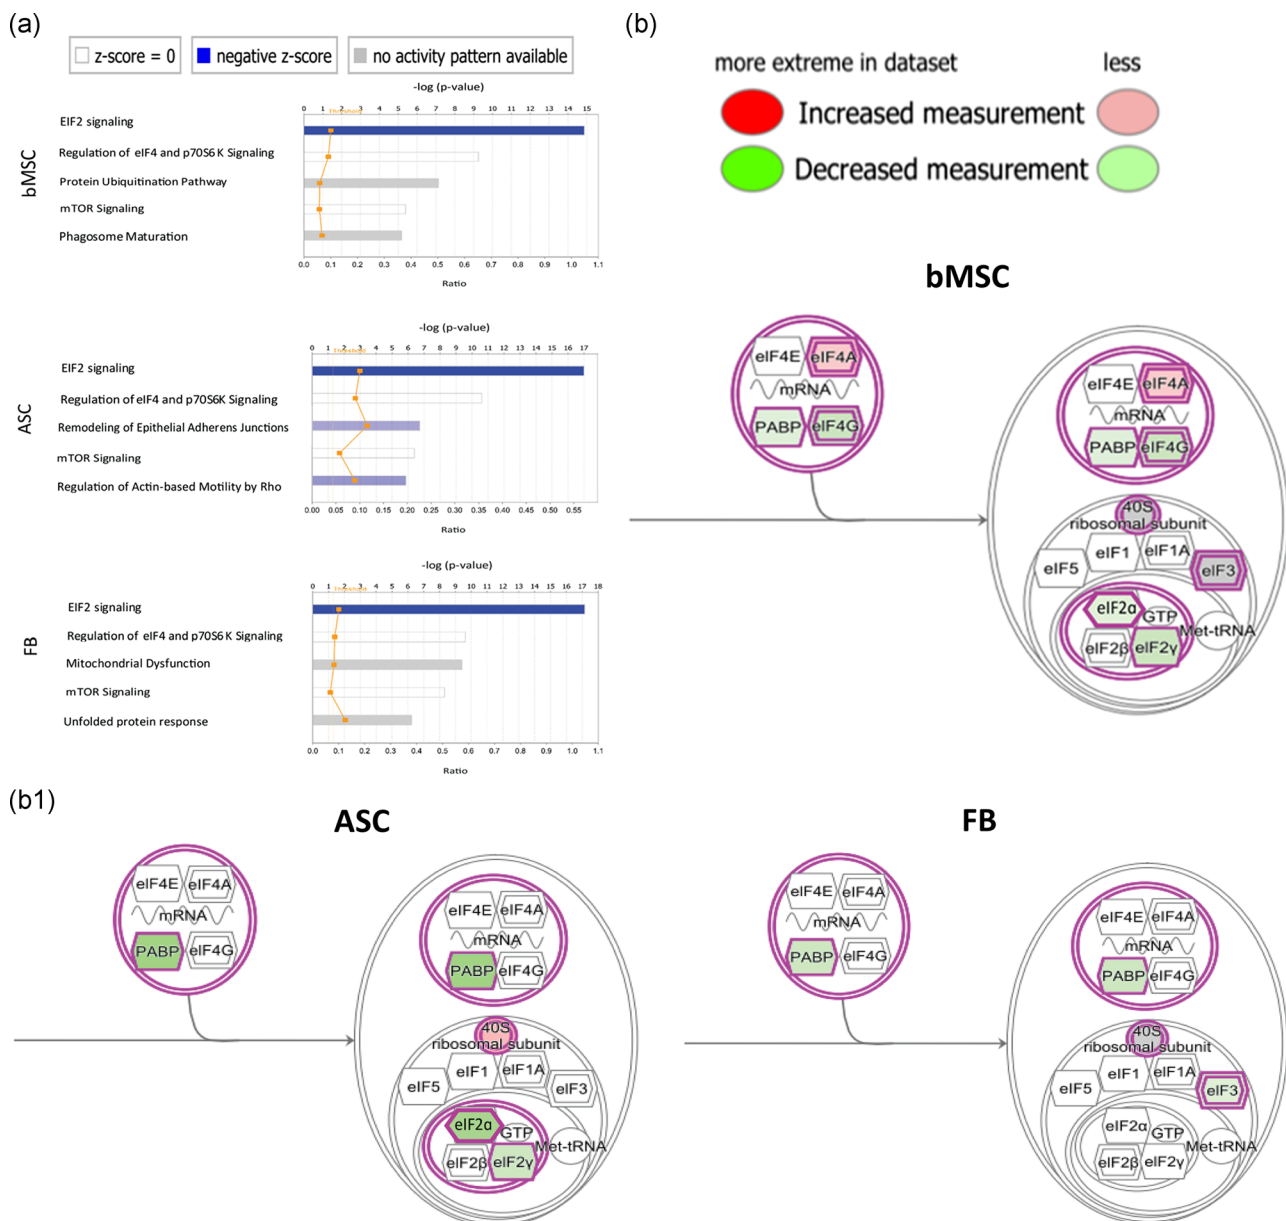 (a)
z-score = 0
negative z-score
no activity pattern available
bMSC
-log (p-value)
0 1 2 3 4 5 6 7 8 9 10 11 12 13 14 15
Threshold
EIF2 signaling
Regulation of eIF4 and p70S6 K Signaling
Protein Ubiquitination Pathway
mTOR Signaling
Phagosome Maturation
0.0 0.1 0.2 0.3 0.4 0.5 0.6 0.7 0.8 0.9 1.0 1.1
Ratio
ASC
-log (p-value)
0 1 2 3 4 5 6 7 8 9 10 11 12 13 14 15 16 17
Threshold
EIF2 signaling
Regulation of eIF4 and p70S6K Signaling
Remodeling of Epithelial Adherens Junctions
mTOR Signaling
Regulation of Actin-based Motility by Rho
0.00 0.05 0.10 0.15 0.20 0.25 0.30 0.35 0.40 0.45 0.50 0.55
Ratio
FB
-log (p-value)
0 1 2 3 4 5 6 7 8 9 10 11 12 13 14 15 16 17 18
Threshold
EIF2 signaling
Regulation of eIF4 and p70S6 K Signaling
Mitochondrial Dysfunction
mTOR Signaling
Unfolded protein response
0.0 0.1 0.2 0.3 0.4 0.5 0.6 0.7 0.8 0.9 1.0 1.1
Ratio
(b)
more extreme in dataset less
Increased measurement
Decreased measurement
bMSC
eIF4E eIF4A
mRNA
PABP eIF4G
eIF4E eIF4A
mRNA
PABP eIF4G
40S
ribosomal subunit
eIF5 eIF1 eIF1A eIF3
eIF2α GTP
Met-tRNA
eIF2β eIF2γ
(b1)
ASC
eIF4E eIF4A
mRNA
PABP eIF4G
eIF4E eIF4A
mRNA
PABP eIF4G
40S
ribosomal subunit
eIF5 eIF1 eIF1A eIF3
eIF2α GTP
Met-tRNA
eIF2β eIF2γ
FB
eIF4E eIF4A
mRNA
PABP eIF4G
eIF4E eIF4A
mRNA
PABP eIF4G
40S
ribosomal subunit
eIF5 eIF1 eIF1A eIF3
eIF2α GTP
Met-tRNA
eIF2β eIF2γ